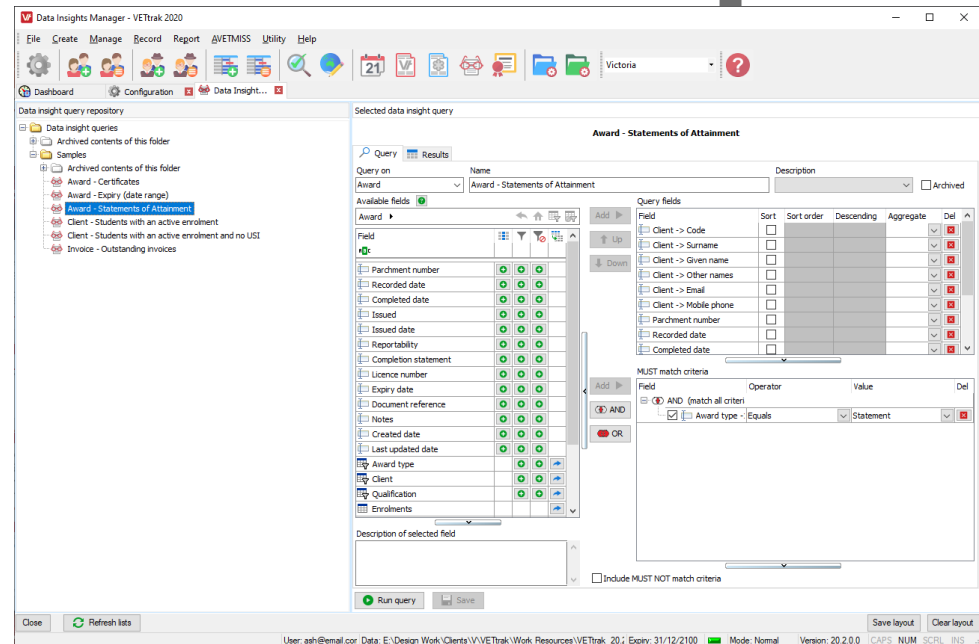 Data Insights Manager - VETtrak 2020
File Create Manage Record Report AVETMISS Utility Help
21 Victoria ?
Dashboard Configuration Data Insight...
Data insight query repository
Data insight queries
Archived contents of this folder
Samples
Archived contents of this folder
Award - Certificates
Award - Expiry (date range)
Award - Statements of Attainment
Client - Students with an active enrolment
Client - Students with an active enrolment and no USI
Invoice - Outstanding invoices
Selected data insight query
Award - Statements of Attainment
Query Results
Query on Name Description
Award Award - Statements of Attainment Archived
Available fields
Award
Field
Parchment number
Recorded date
Completed date
Issued
Issued date
Reportability
Completion statement
Licence number
Expiry date
Document reference
Notes
Created date
Last updated date
Award type
Client
Qualification
Enrolments
Description of selected field
Add
Up
Down
Query fields
Field Sort Sort order Descending Aggregate Del
Client -> Code
Client -> Surname
Client -> Given name
Client -> Other names
Client -> Email
Client -> Mobile phone
Parchment number
Recorded date
Completed date
MUST match criteria
Add
AND
OR
Field Operator Value Del
AND (match all criteri
Award type - Equals Statement
Include MUST NOT match criteria
Run query Save
Close Refresh lists Save layout Clear layout
User: ash@email.cor Data: E:\Design Work\Clients\V\VETtrak\Work Resources\VETtrak_20.2 Expiry: 31/12/2100 Mode: Normal Version: 20.2.0.0 CAPS NUM SCRL INS